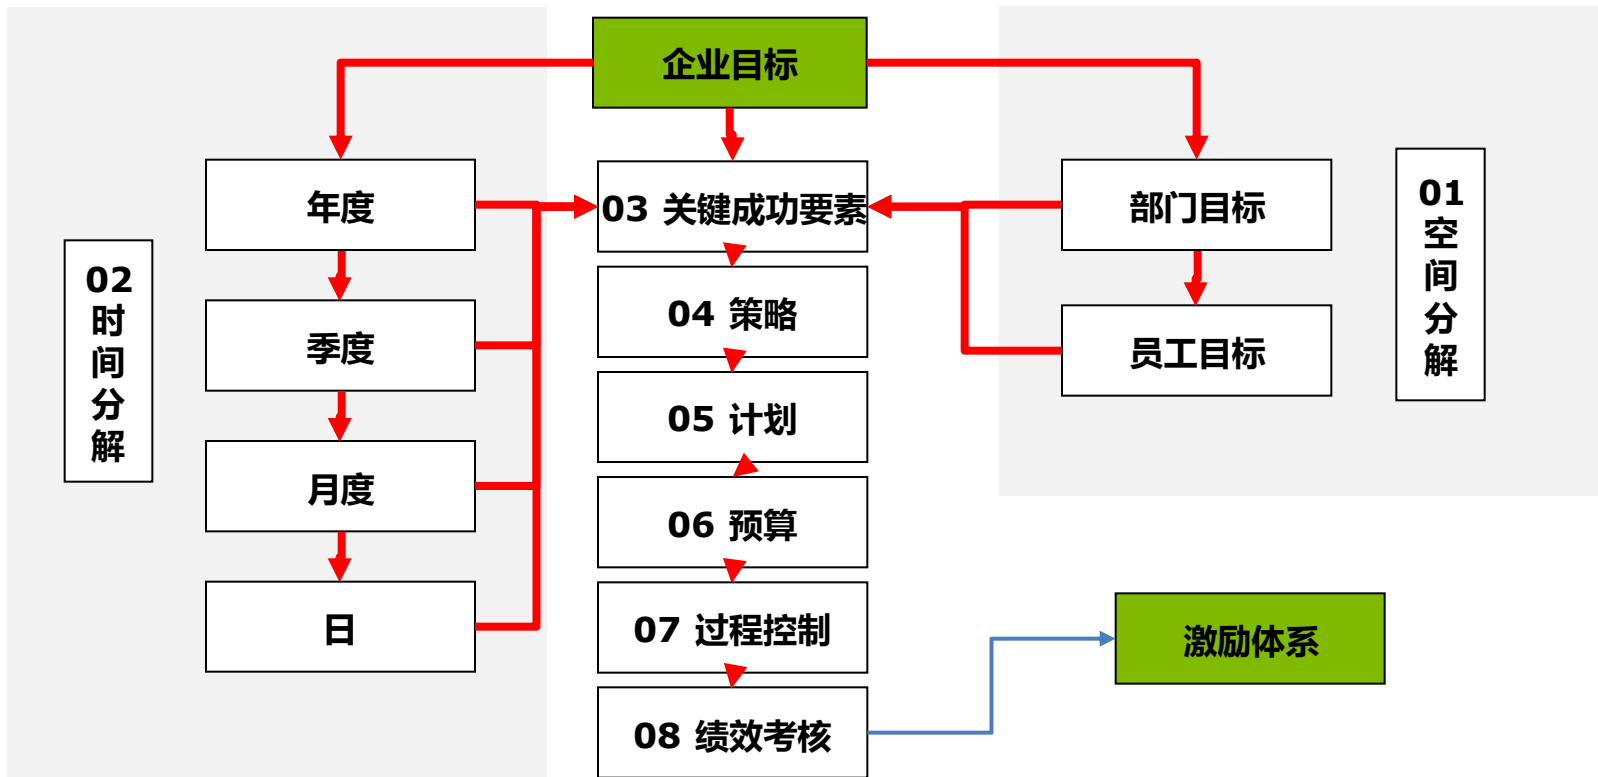 企业目标
年度
03 关键成功要素
部门目标
01
空
间
分
解
02
时
间
分
解
04 策略
季度
员工目标
05 计划
月度
06 预算
日
07 过程控制
激励体系
08 绩效考核